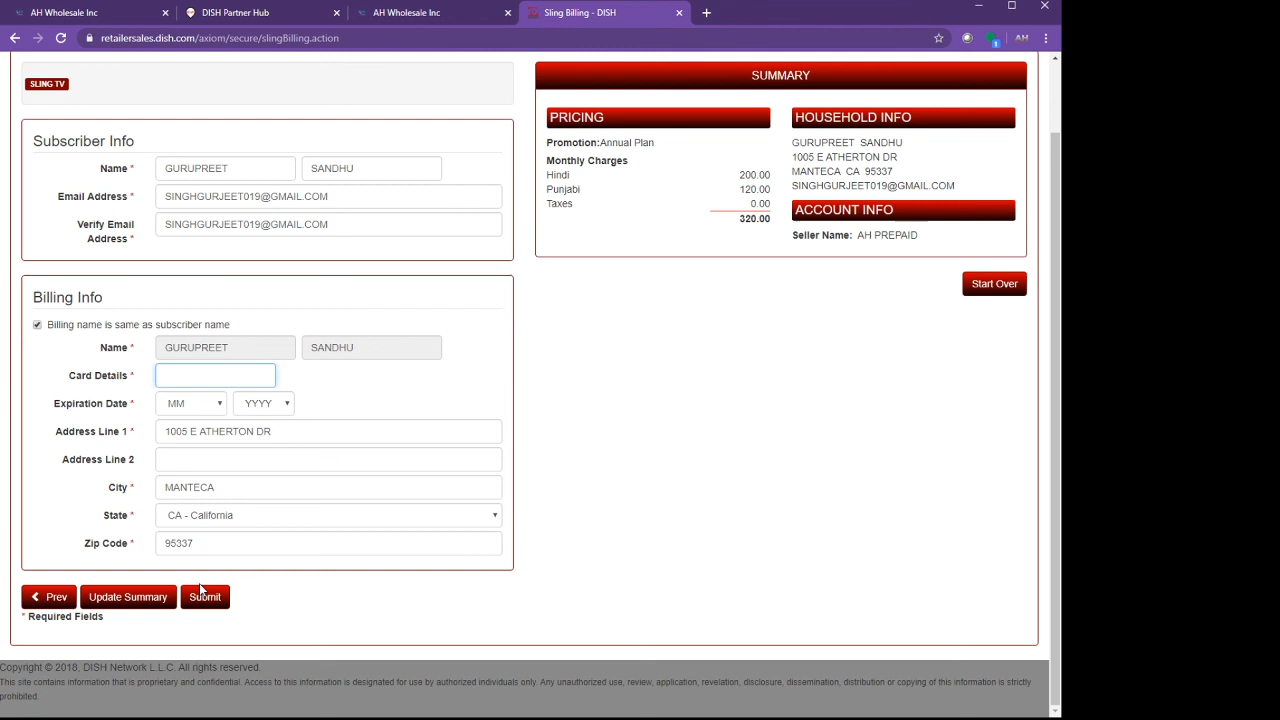 AH Wholesale Inc
DISH Partner Hub
AH Wholesale Inc
Sling Billing - DISH
retailersales.dish.com/axiom/secure/slingBilling.action
AH
1
SLING TV
Subscriber Info
Name * GURUPREET SANDHU
Email Address * SINGHGURJEET019@GMAIL.COM
Verify Email Address * SINGHGURJEET019@GMAIL.COM
Billing Info
Billing name is same as subscriber name
Name * GURUPREET SANDHU
Card Details *
Expiration Date * MM YYYY
Address Line 1 * 1005 E ATHERTON DR
Address Line 2
City * MANTECA
State * CA - California
Zip Code * 95337
Prev Update Summary Submit
* Required Fields
SUMMARY
PRICING
Promotion:Annual Plan
Monthly Charges
Hindi 200.00
Punjabi 120.00
Taxes 0.00
320.00
HOUSEHOLD INFO
GURUPREET SANDHU
1005 E ATHERTON DR
MANTECA CA 95337
SINGHGURJEET019@GMAIL.COM
ACCOUNT INFO
Seller Name: AH PREPAID
Start Over
Copyright © 2018, DISH Network L.L.C. All rights reserved.
This site contains information that is proprietary and confidential. Access to this information is designated for use by authorized individuals only. Any unauthorized use, review, application, revelation, disclosure, dissemination, distribution or copying of this information is strictly
prohibited.